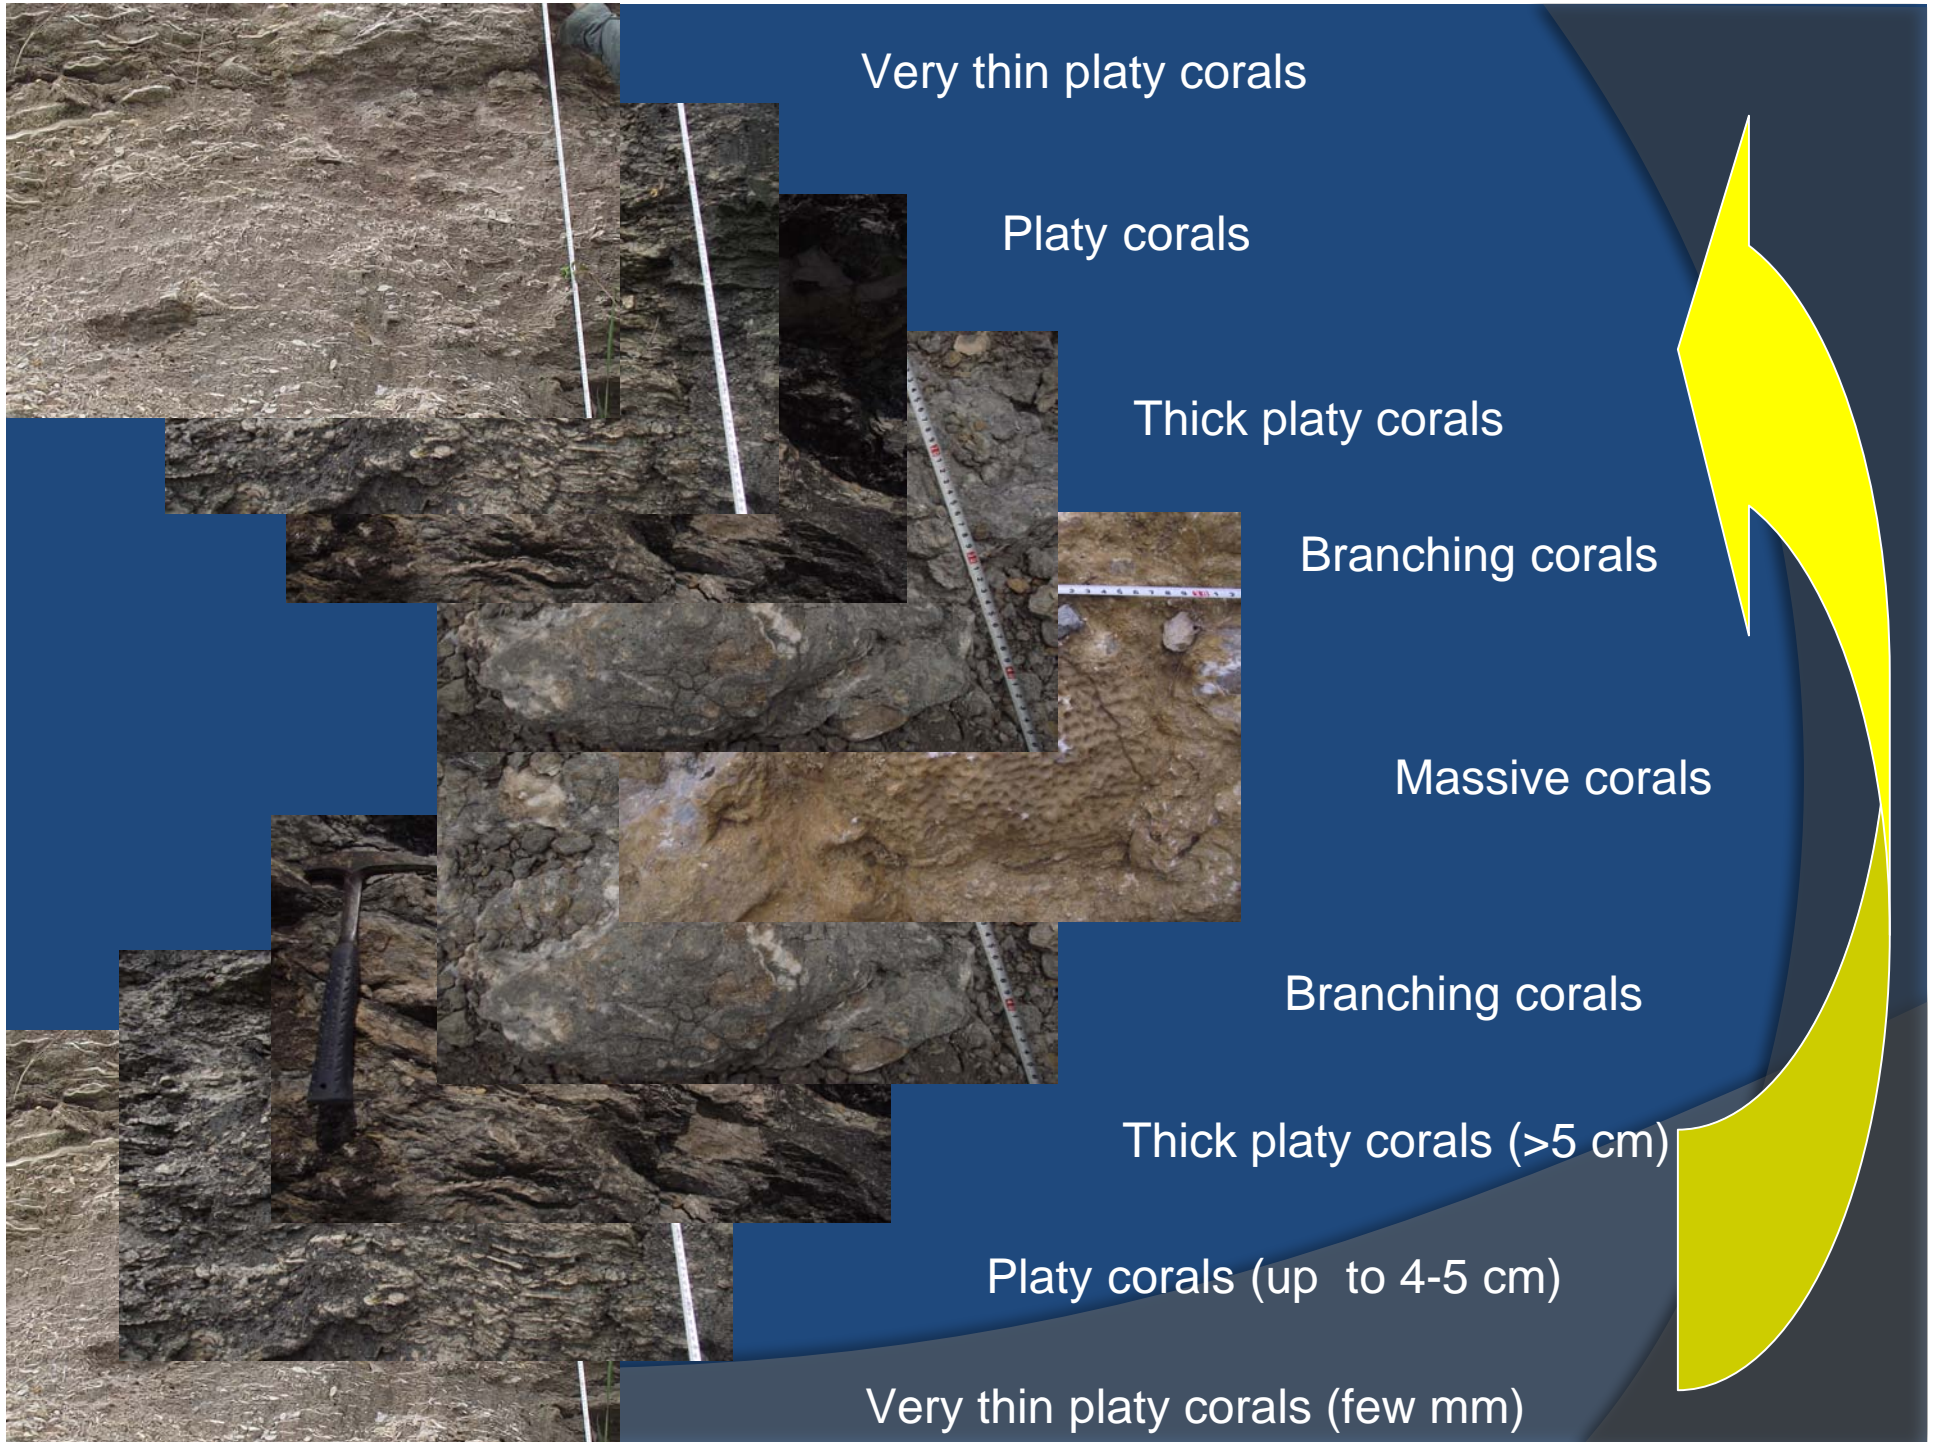 Very thin platy corals
Platy corals
Thick platy corals
Branching corals
Massive corals
Branching corals
Thick platy corals (>5 cm)
Platy corals (up  to 4-5 cm)
Very thin platy corals (few mm)